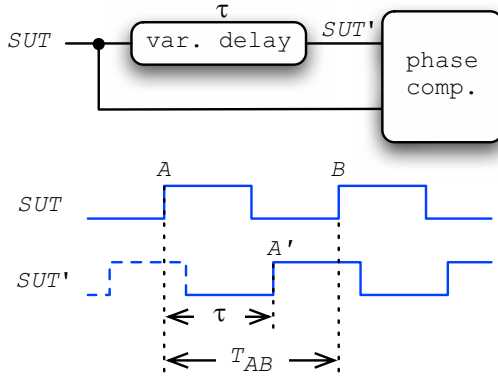 τ
SUT
var. delay
SUT'
phase
comp.
A
B
SUT
A'
SUT'
τ
T_AB